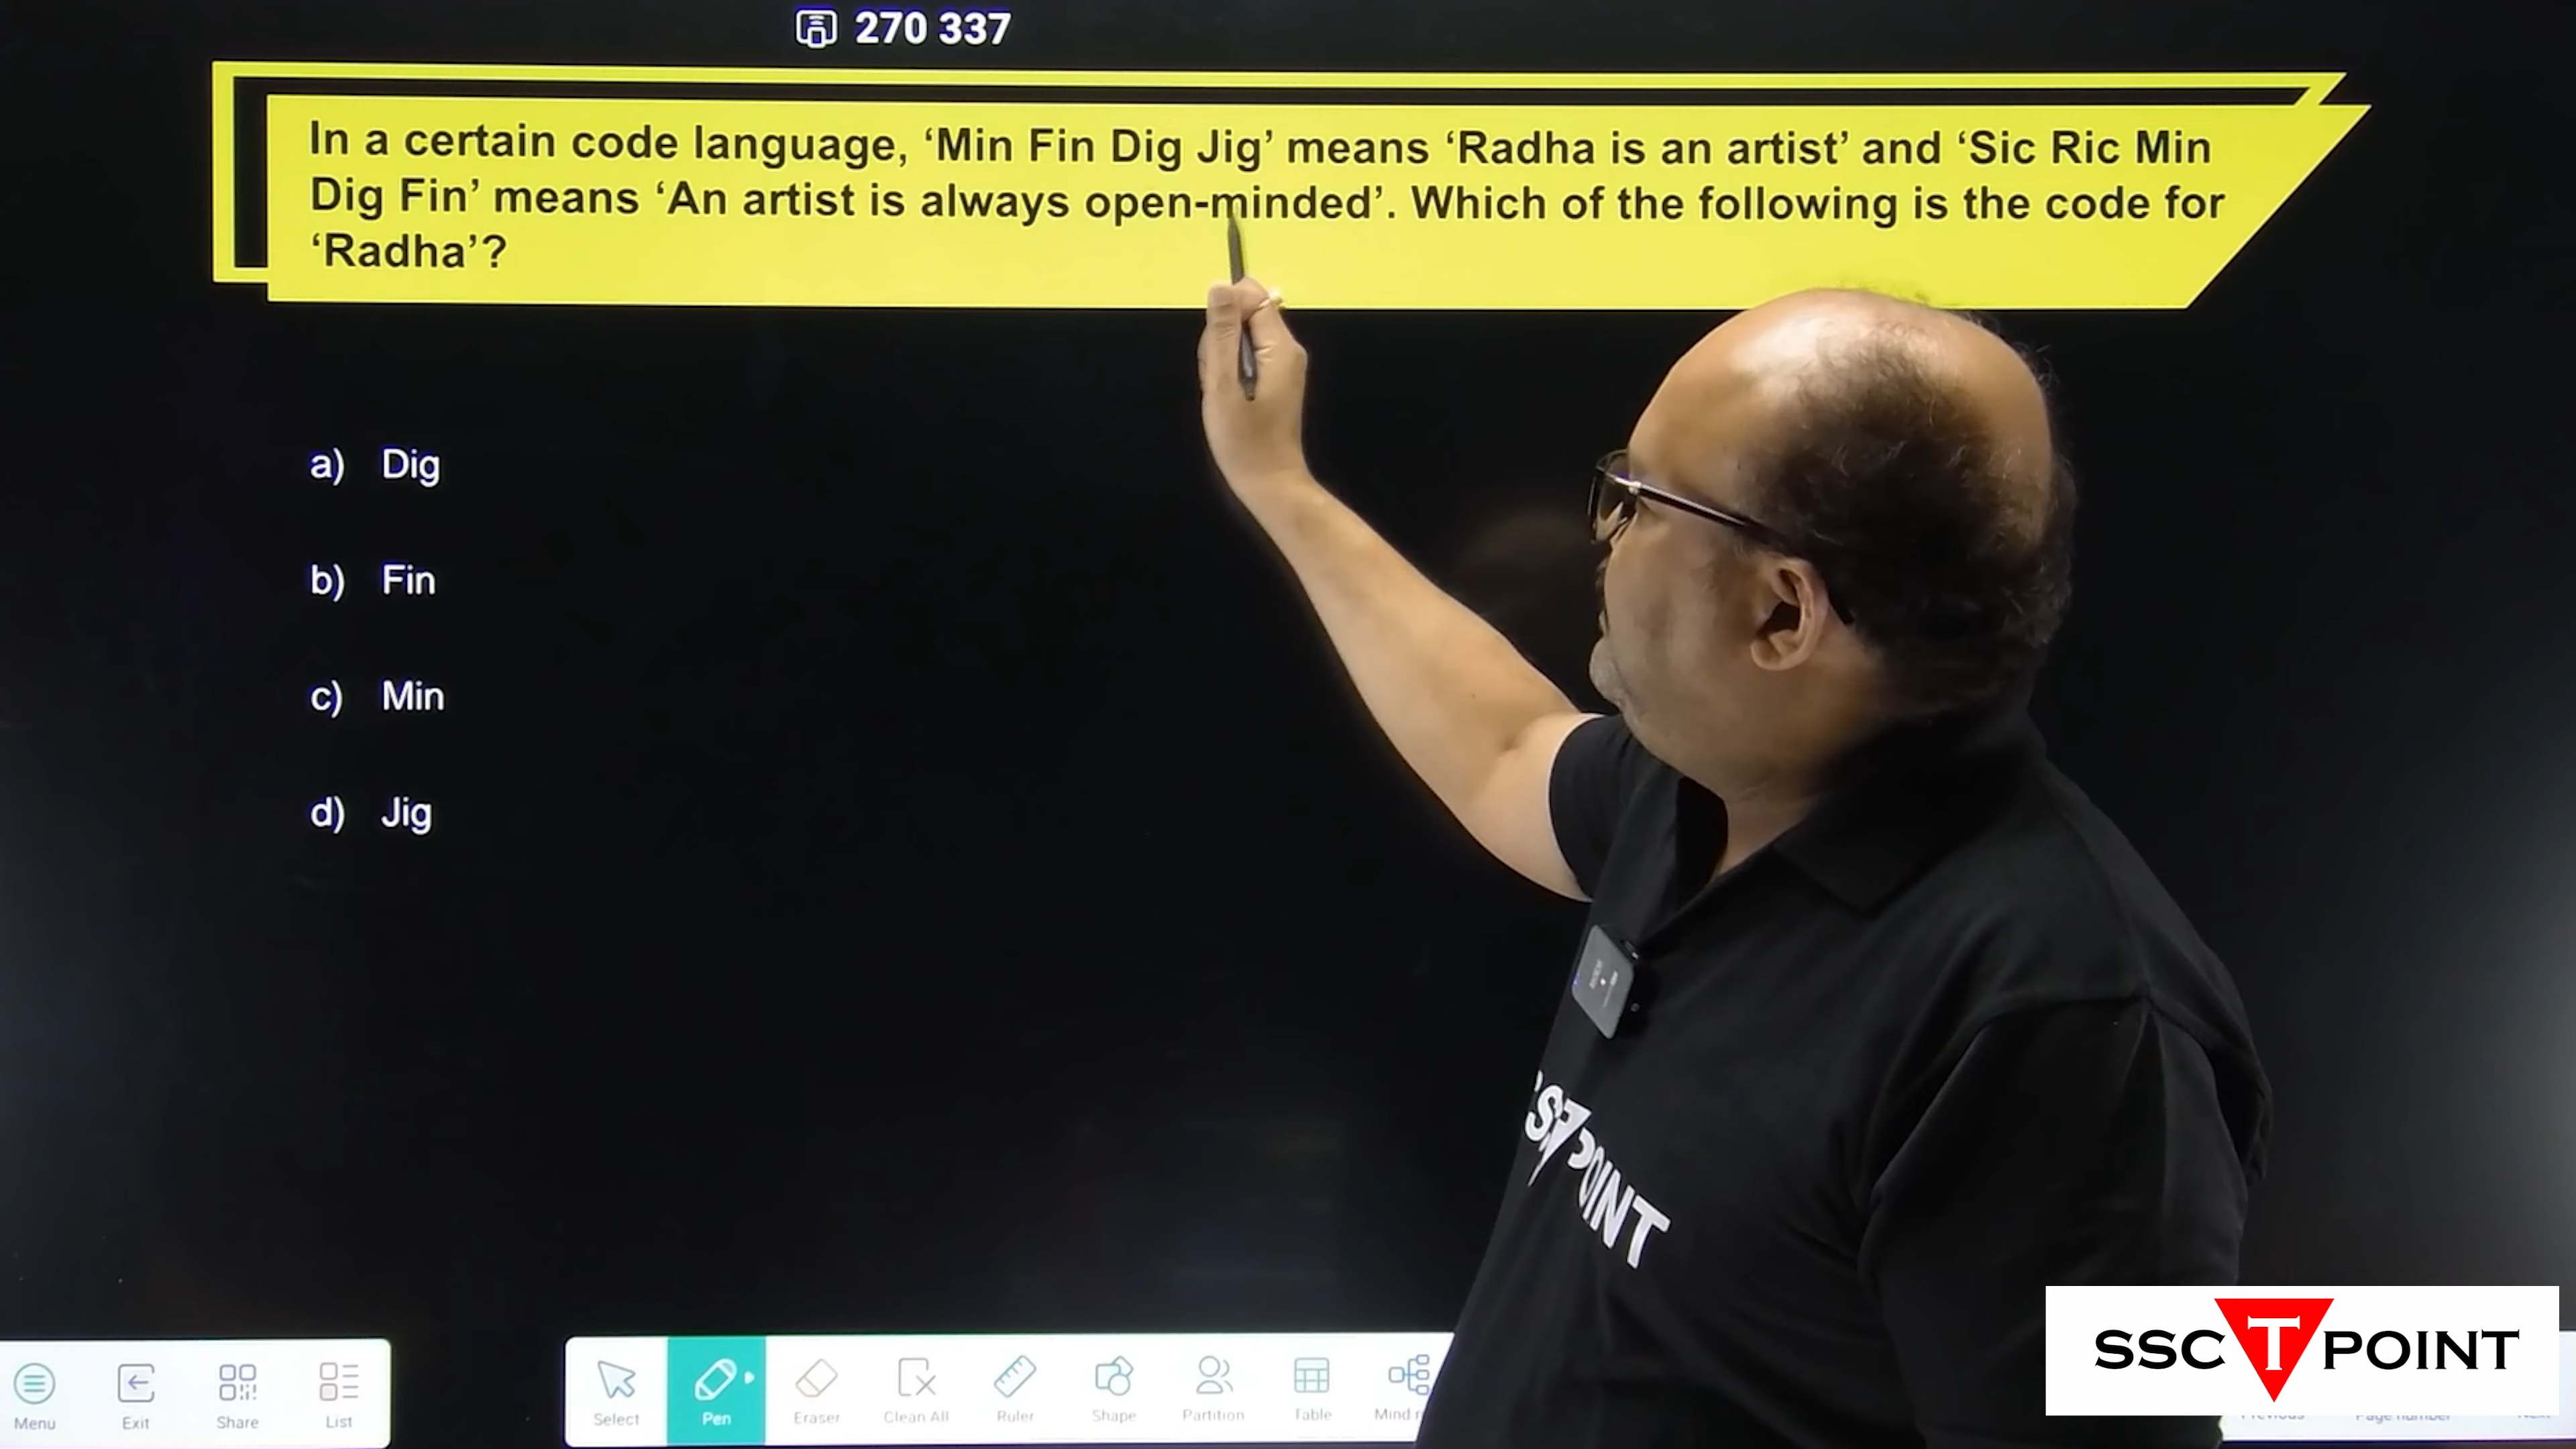 270 337
In a certain code language, ‘Min Fin Dig Jig’ means ‘Radha is an artist’ and ‘Sic Ric Min
Dig Fin’ means ‘An artist is always open-minded’. Which of the following is the code for
‘Radha’?
a) Dig
b) Fin
c) Min
d) Jig
POINT
SSC T POINT
Menu Exit Share List Select Pen Eraser Clean All Ruler Shape Partition Table Mind